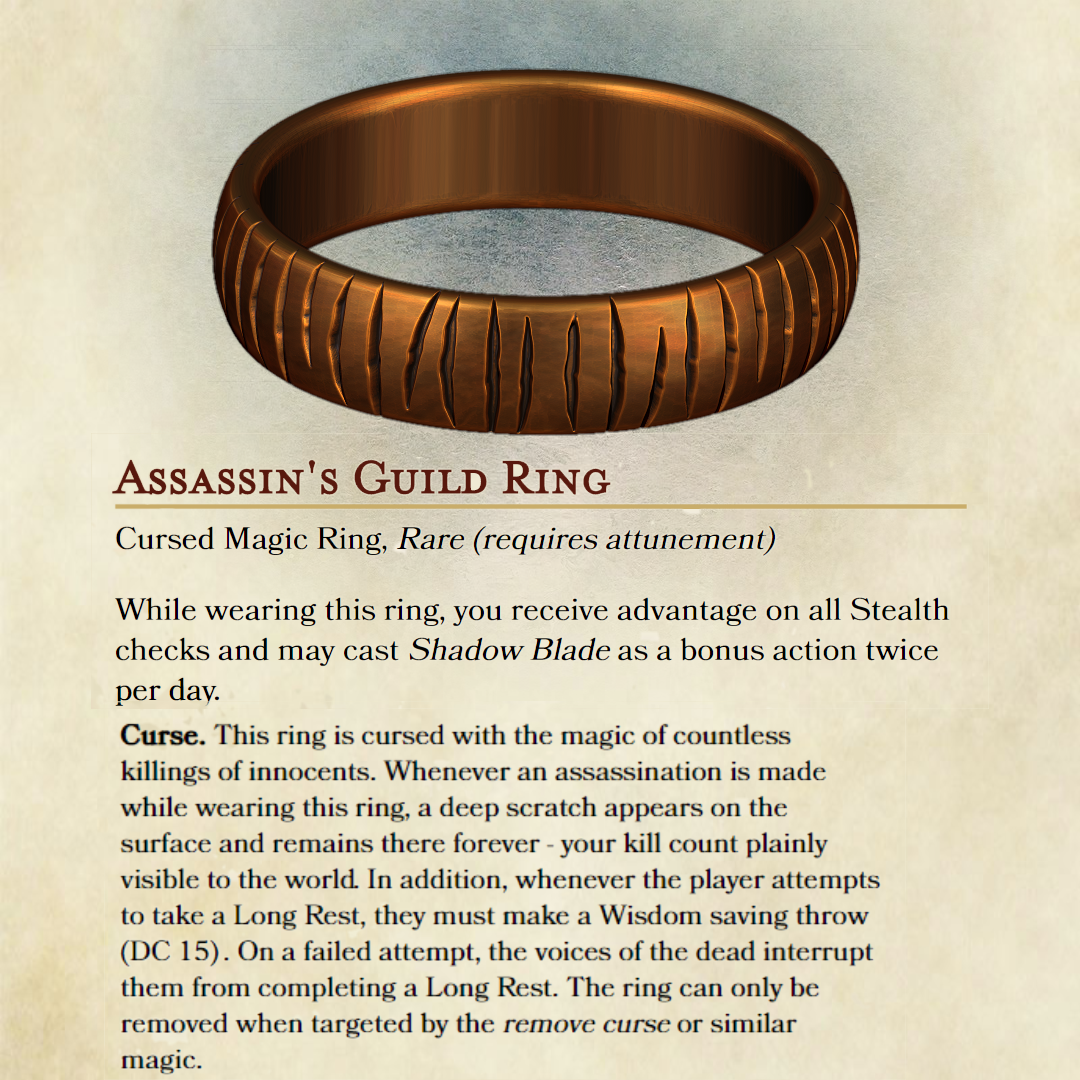 Assassin's Guild Ring
Cursed Magic Ring, Rare (requires attunement)
While wearing this ring, you receive advantage on all Stealth
checks and may cast Shadow Blade as a bonus action twice
per day.
Curse. This ring is cursed with the magic of countless
killings of innocents. Whenever an assassination is made
while wearing this ring, a deep scratch appears on the
surface and remains there forever - your kill count plainly
visible to the world. In addition, whenever the player attempts
to take a Long Rest, they must make a Wisdom saving throw
(DC 15). On a failed attempt, the voices of the dead interrupt
them from completing a Long Rest. The ring can only be
removed when targeted by the remove curse or similar
magic.